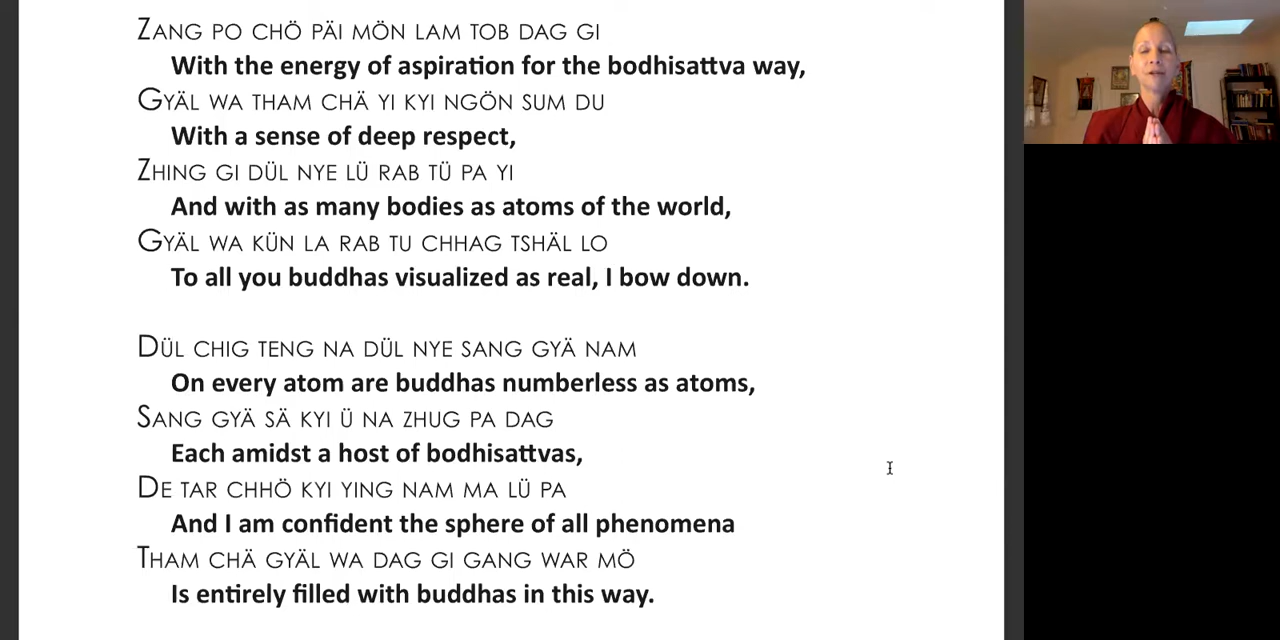 ZANG PO CHÖ PÄI MÖN LAM TOB DAG GI
With the energy of aspiration for the bodhisattva way,
GYÄL WA THAM CHÄ YI KYI NGÖN SUM DU
With a sense of deep respect,
ZHING GI DÜL NYE LÜ RAB TÜ PA YI
And with as many bodies as atoms of the world,
GYÄL WA KÜN LA RAB TU CHHAG TSHÄL LO
To all you buddhas visualized as real, I bow down.
DÜL CHIG TENG NA DÜL NYE SANG GYÄ NAM
On every atom are buddhas numberless as atoms,
SANG GYÄ SÄ KYI Ü NA ZHUG PA DAG
Each amidst a host of bodhisattvas,
DE TAR CHHÖ KYI YING NAM MA LÜ PA
And I am confident the sphere of all phenomena
THAM CHÄ GYÄL WA DAG GI GANG WAR MÖ
Is entirely filled with buddhas in this way.